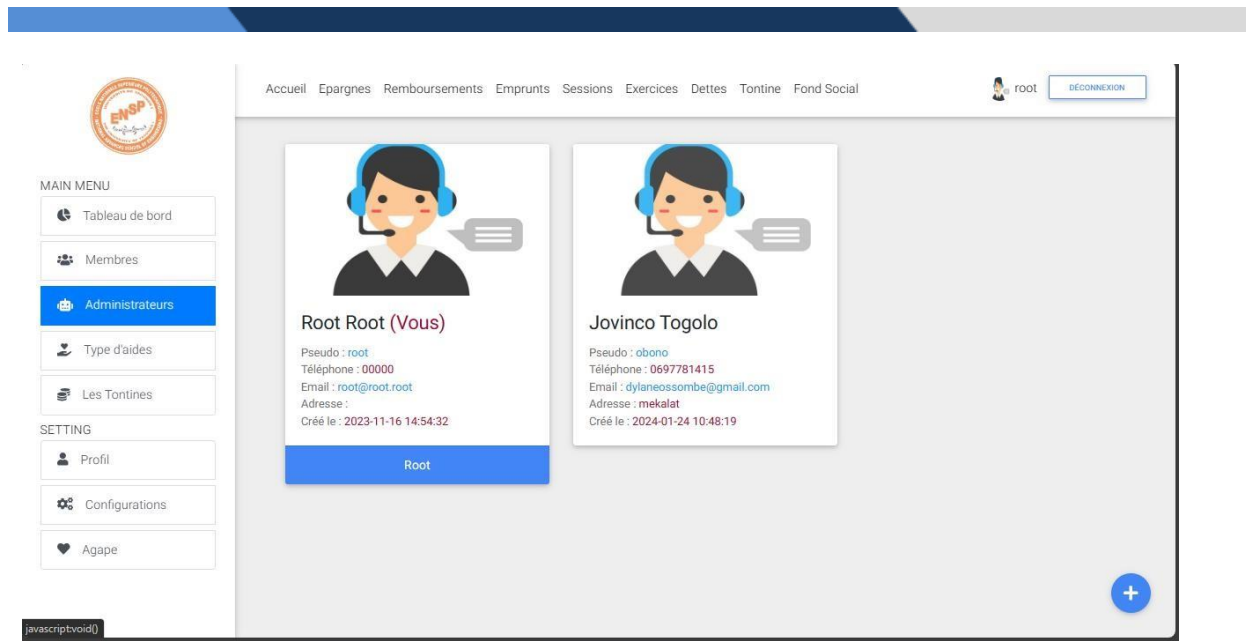 ENSP
Accueil Epargnes Remboursements Emprunts Sessions Exercices Dettes Tontine Fond Social
root DÉCONNEXION
MAIN MENU
Tableau de bord
Membres
Administrateurs
Type d'aides
Les Tontines
SETTING
Profil
Configurations
Agape
Root Root (Vous)
Pseudo : root
Téléphone : 00000
Email : root@root.root
Adresse :
Créé le : 2023-11-16 14:54:32
Root
Jovinco Togolo
Pseudo : obono
Téléphone : 0697781415
Email : dylaneossombe@gmail.com
Adresse : mekalat
Créé le : 2024-01-24 10:48:19
+
javascript:void()